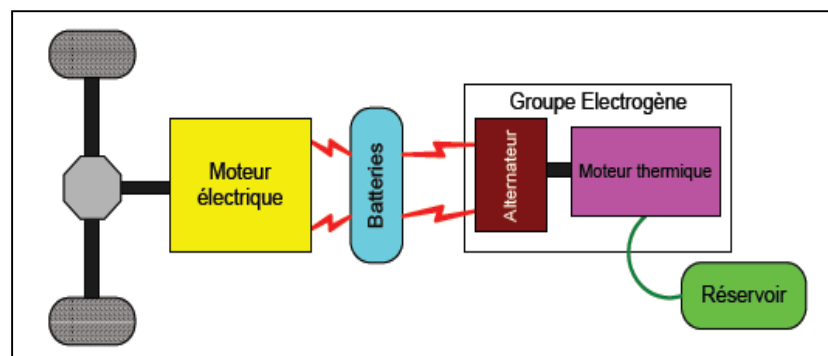 Groupe Electrogène
Moteur
électrique
Batteries
Alternateur
Moteur thermique
Réservoir